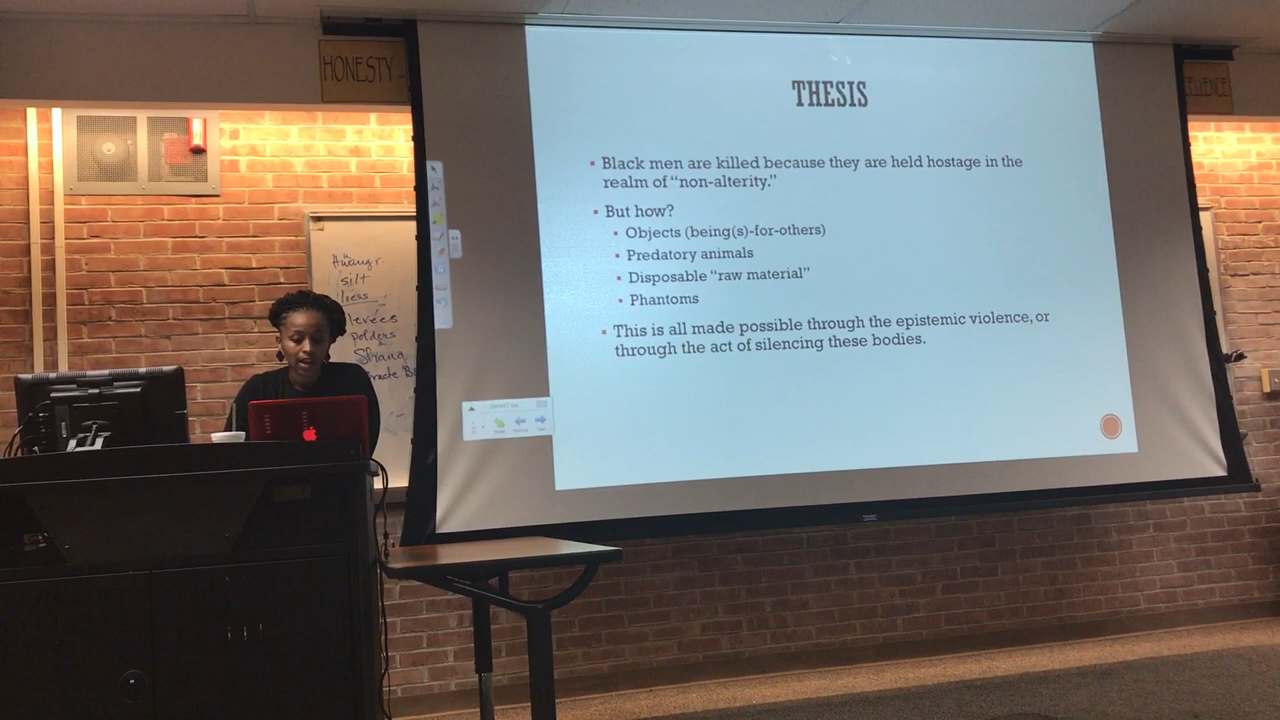 HONESTY -
CELLENCE
THESIS
▪ Black men are killed because they are held hostage in the
realm of “non-alterity.”
▪ But how?
▪ Objects (being(s)-for-others)
▪ Predatory animals
▪ Disposable “raw material”
▪ Phantoms
▪ This is all made possible through the epistemic violence, or
through the act of silencing these bodies.
silt
levees
polders